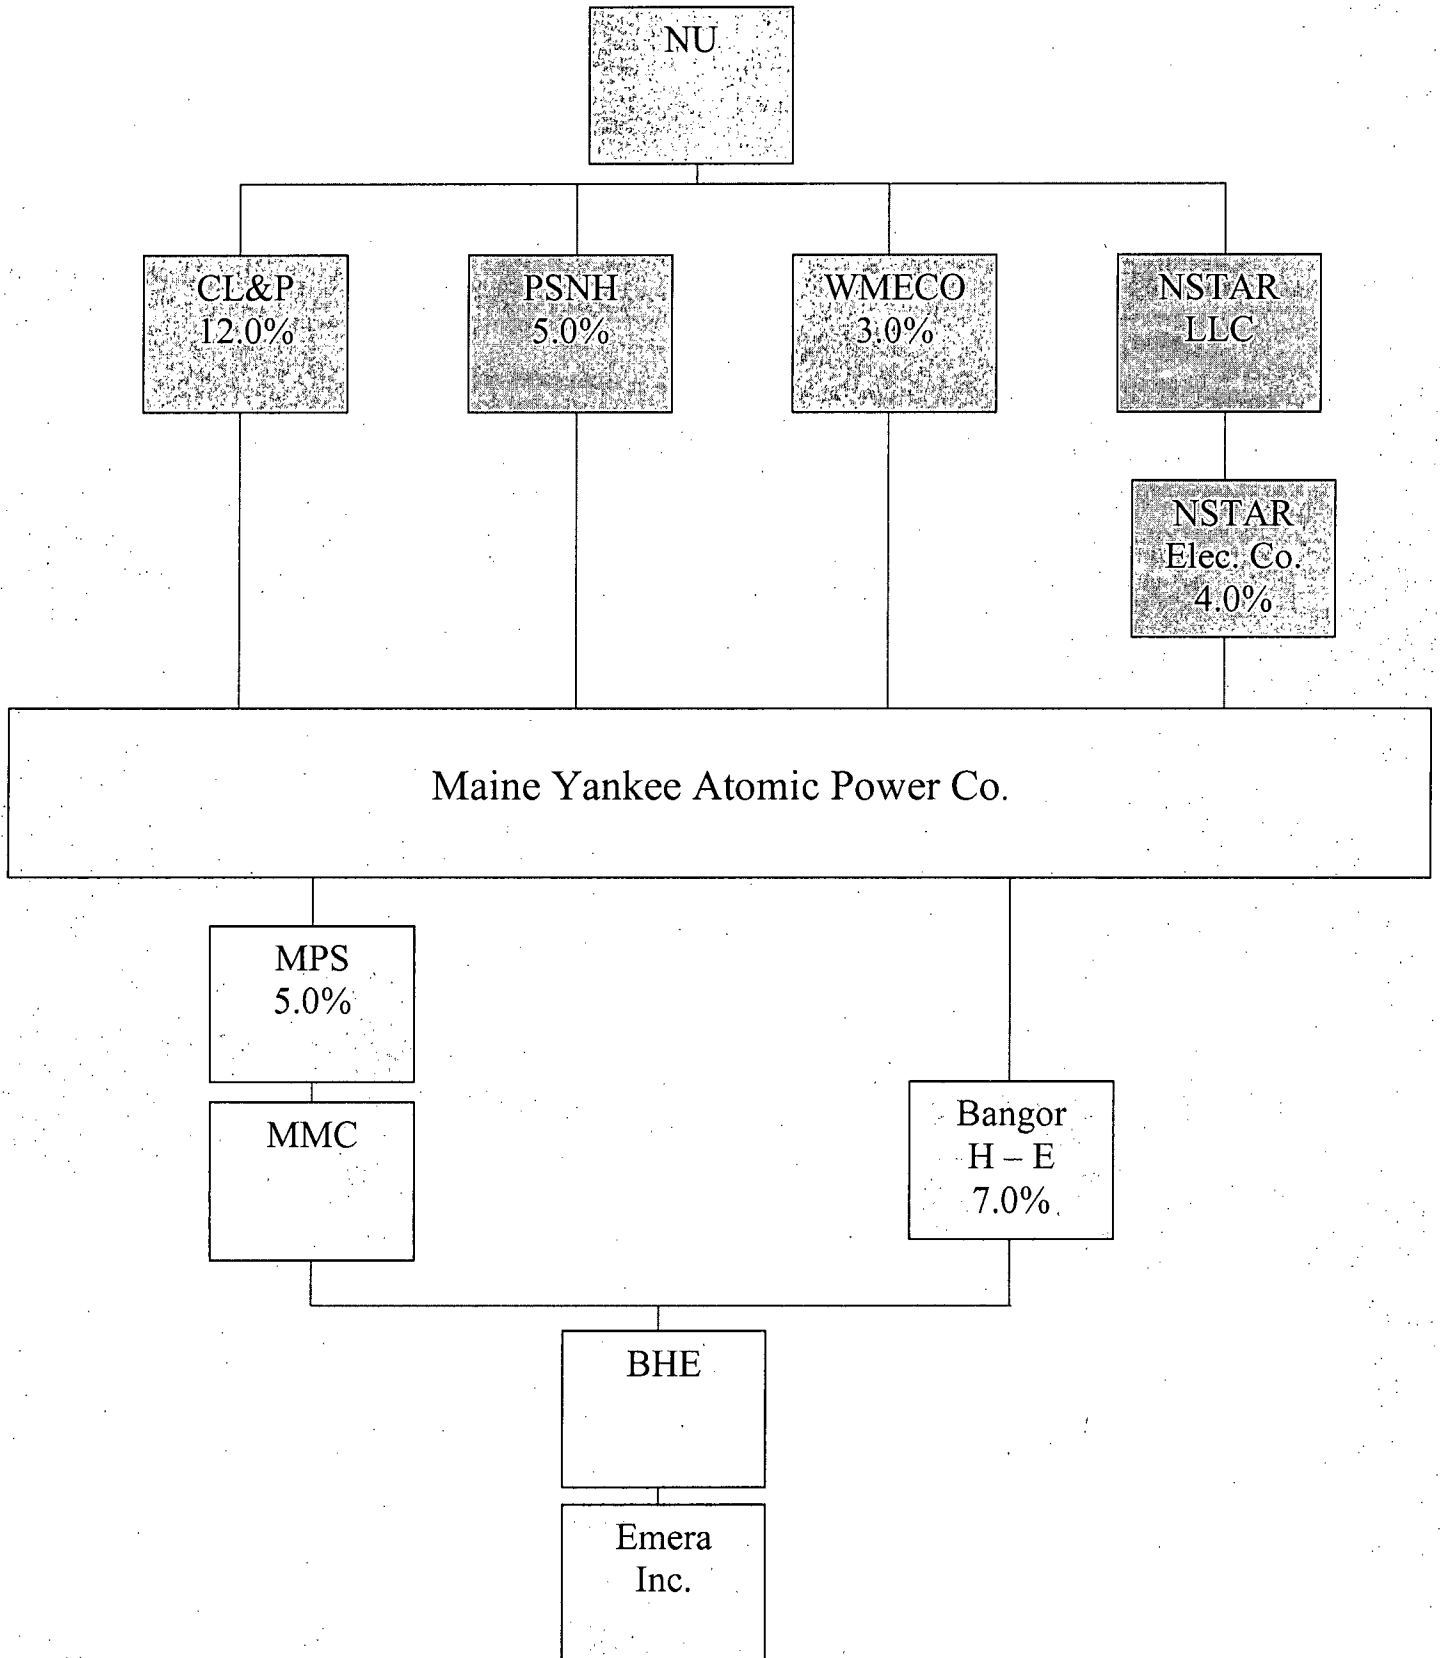 NU
CL&P
12.0%
PSNH
5.0%
WMECO
3.0%
NSTAR
LLC
NSTAR
Elec. Co.
4.0%
Maine Yankee Atomic Power Co.
MPS
5.0%
MMC
Bangor
H – E
7.0%
BHE
Emera
Inc.